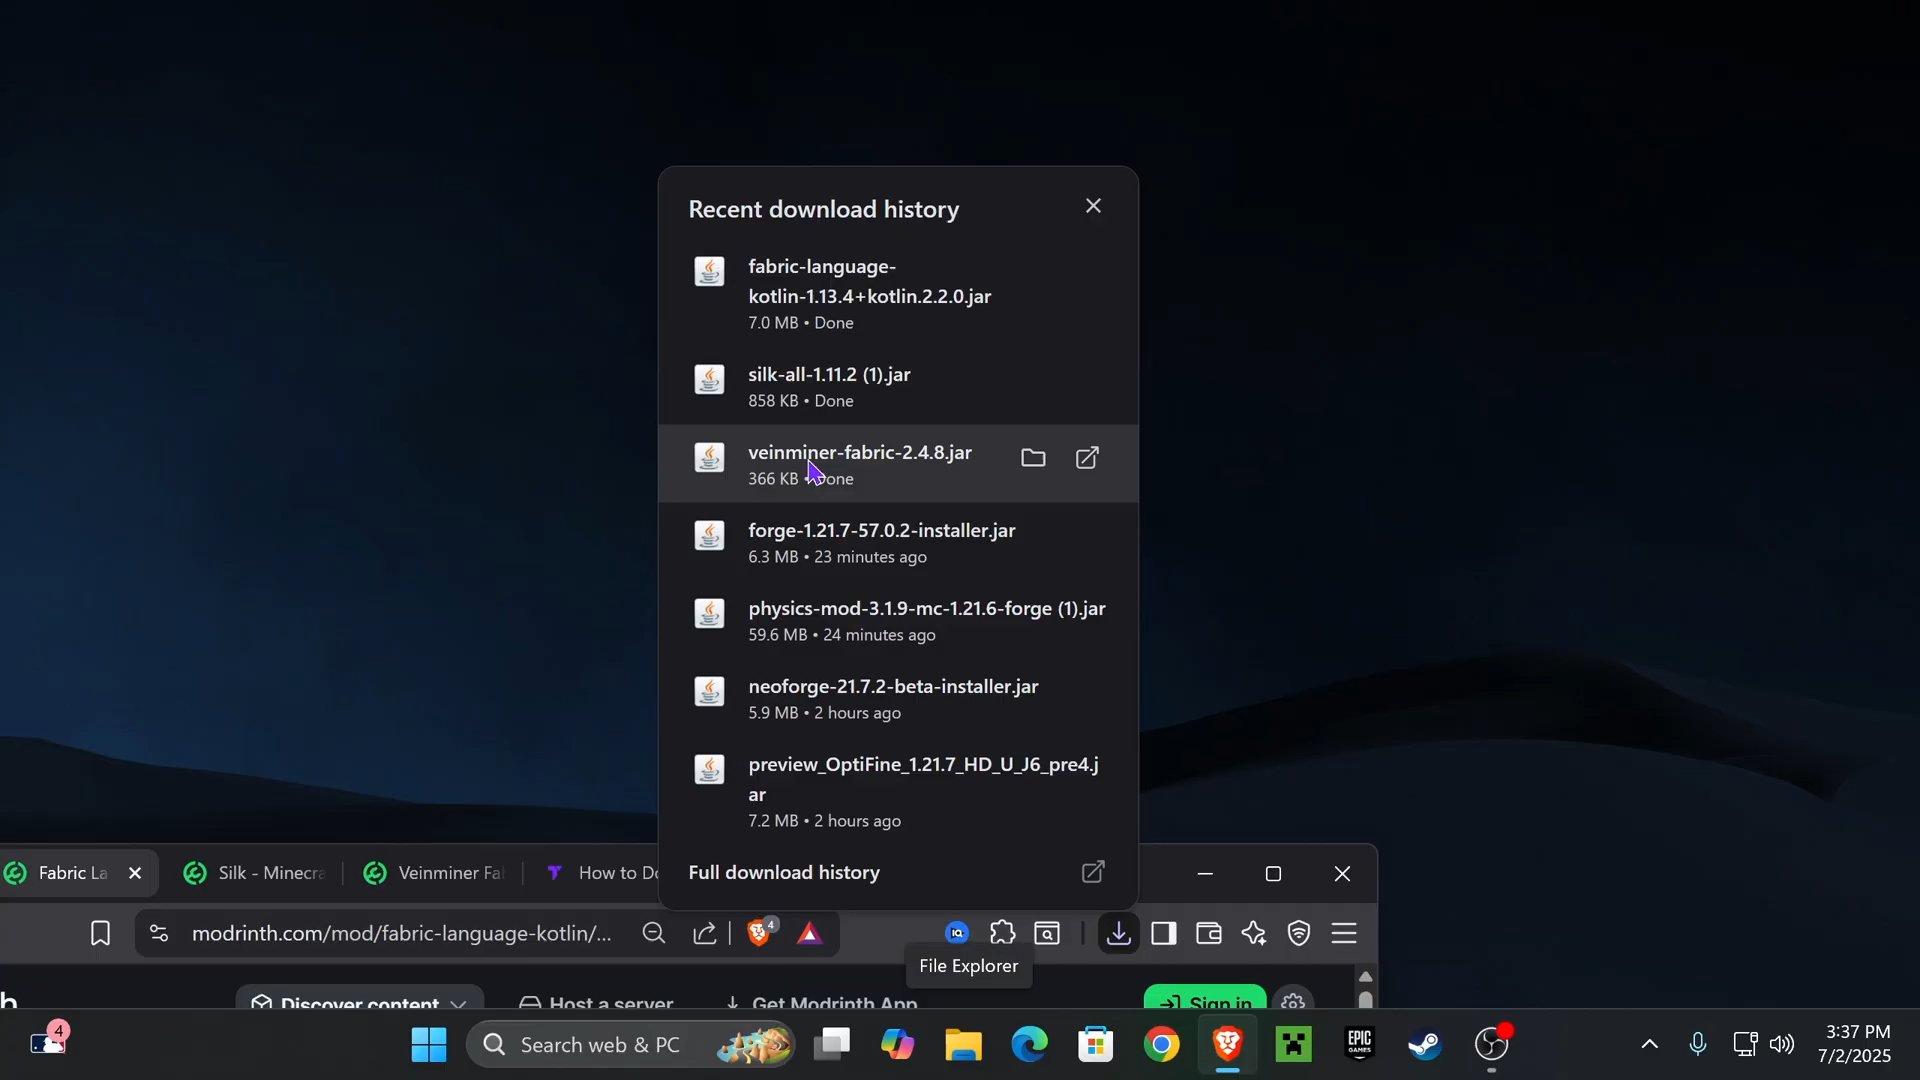 Recent download history
fabric-language-
kotlin-1.13.4+kotlin.2.2.0.jar
7.0 MB • Done
silk-all-1.11.2 (1).jar
858 KB • Done
veinminer-fabric-2.4.8.jar
366 KB • Done
forge-1.21.7-57.0.2-installer.jar
6.3 MB • 23 minutes ago
physics-mod-3.1.9-mc-1.21.6-forge (1).jar
59.6 MB • 24 minutes ago
neoforge-21.7.2-beta-installer.jar
5.9 MB • 2 hours ago
preview_OptiFine_1.21.7_HD_U_J6_pre4.j
ar
7.2 MB • 2 hours ago
Full download history
Fabric La
Silk - Minecra
Veinminer Fa
How to Do
modrinth.com/mod/fabric-language-kotlin/...
4
IQ
File Explorer
h
Discover content
Host a server
Get Modrinth App
Sign in
4
Search web & PC
EPIC
GAMES
3:37 PM
7/2/2025